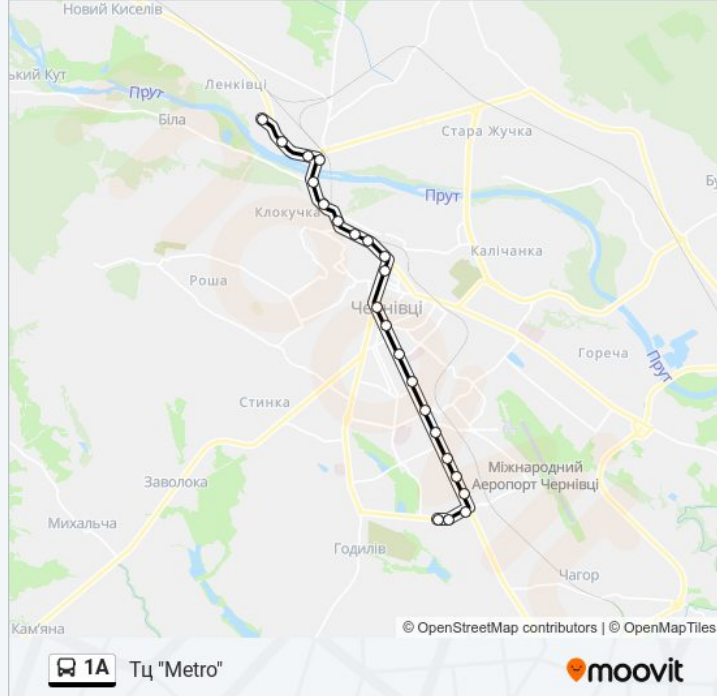 Новий Киселів
ький Кут
Ленківці
Прут
Біла
Стара Жучка
Бу
Прут
Клокучка
Калічанка
Роша
Чернівці
Гореча
Прут
Стинка
Міжнародний
Аеропорт Чернівці
Заволока
Михальча
Годилів
Чагор
Кам'яна
© OpenStreetMap contributors | © OpenMapTiles
1А Тц "Metro"
moovit